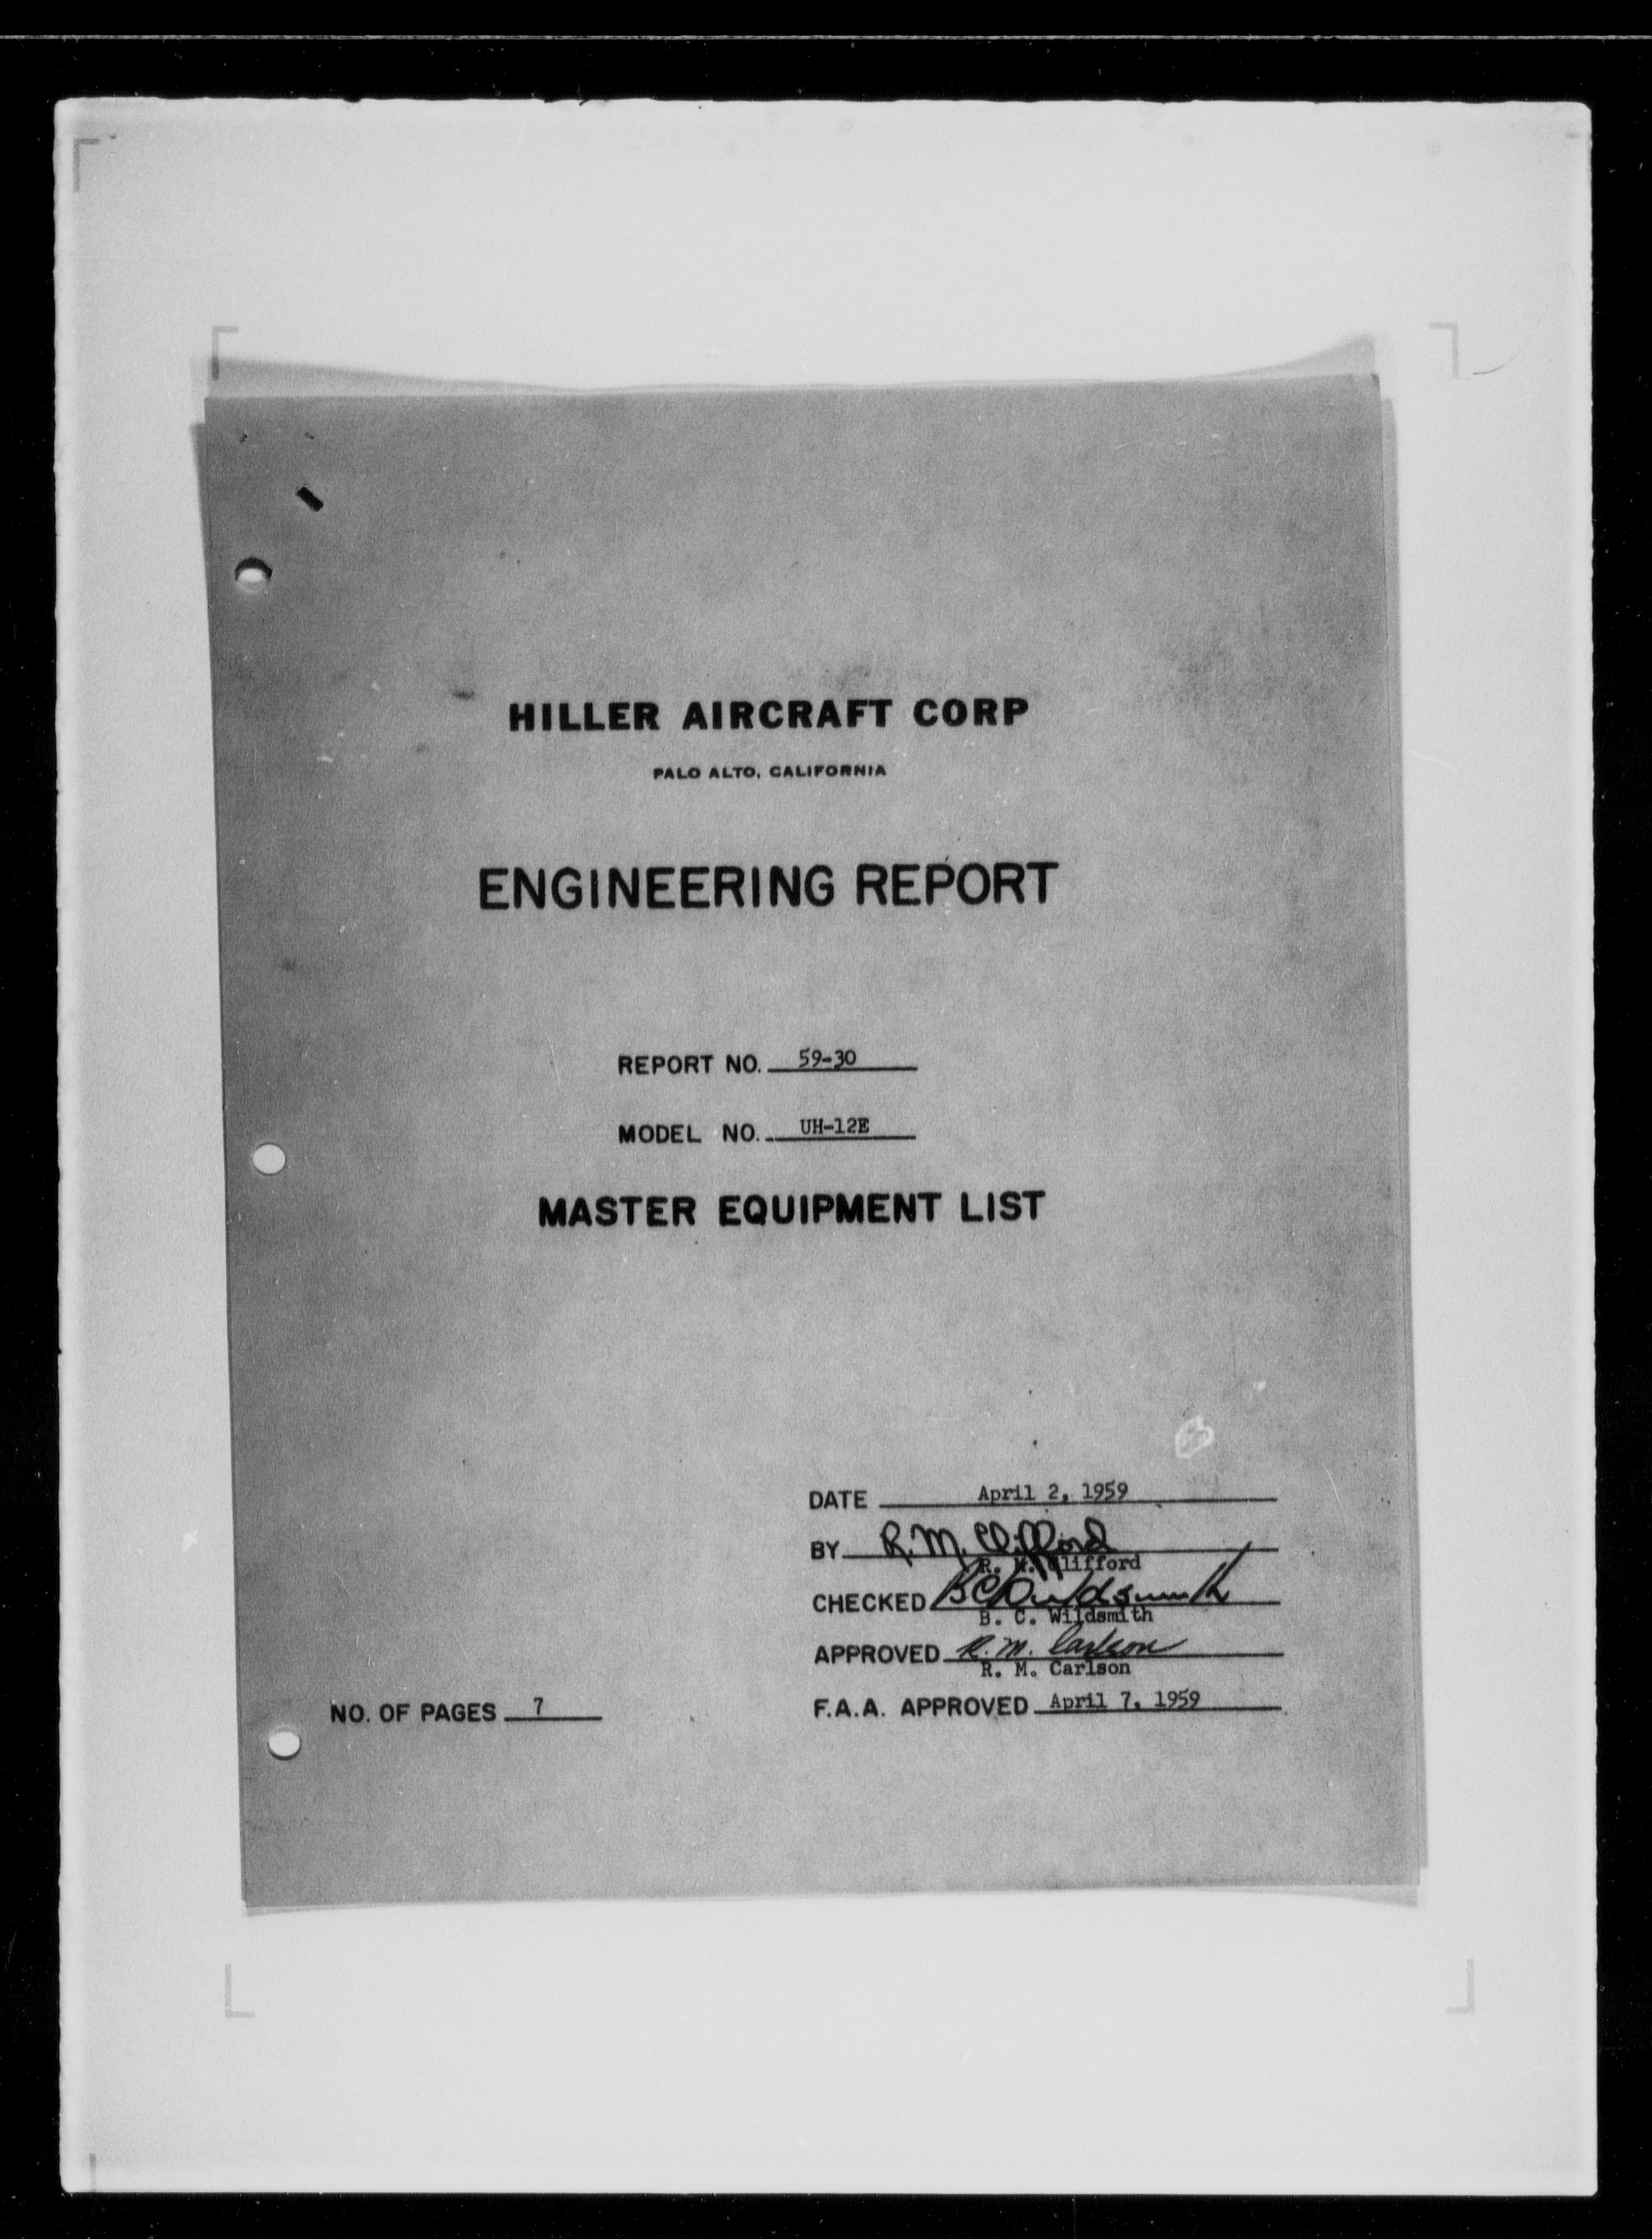 HILLER AIRCRAFT CORP
PALO ALTO, CALIFORNIA
ENGINEERING REPORT
REPORT NO. 59-30
MODEL NO. UH-12E
MASTER EQUIPMENT LIST
DATE April 2, 1959
BY R. M. Clifford
R. M. Clifford
CHECKED B C Wildsmith
B. C. Wildsmith
APPROVED R. M. Carlson
R. M. Carlson
NO. OF PAGES 7
F.A.A. APPROVED April 7, 1959